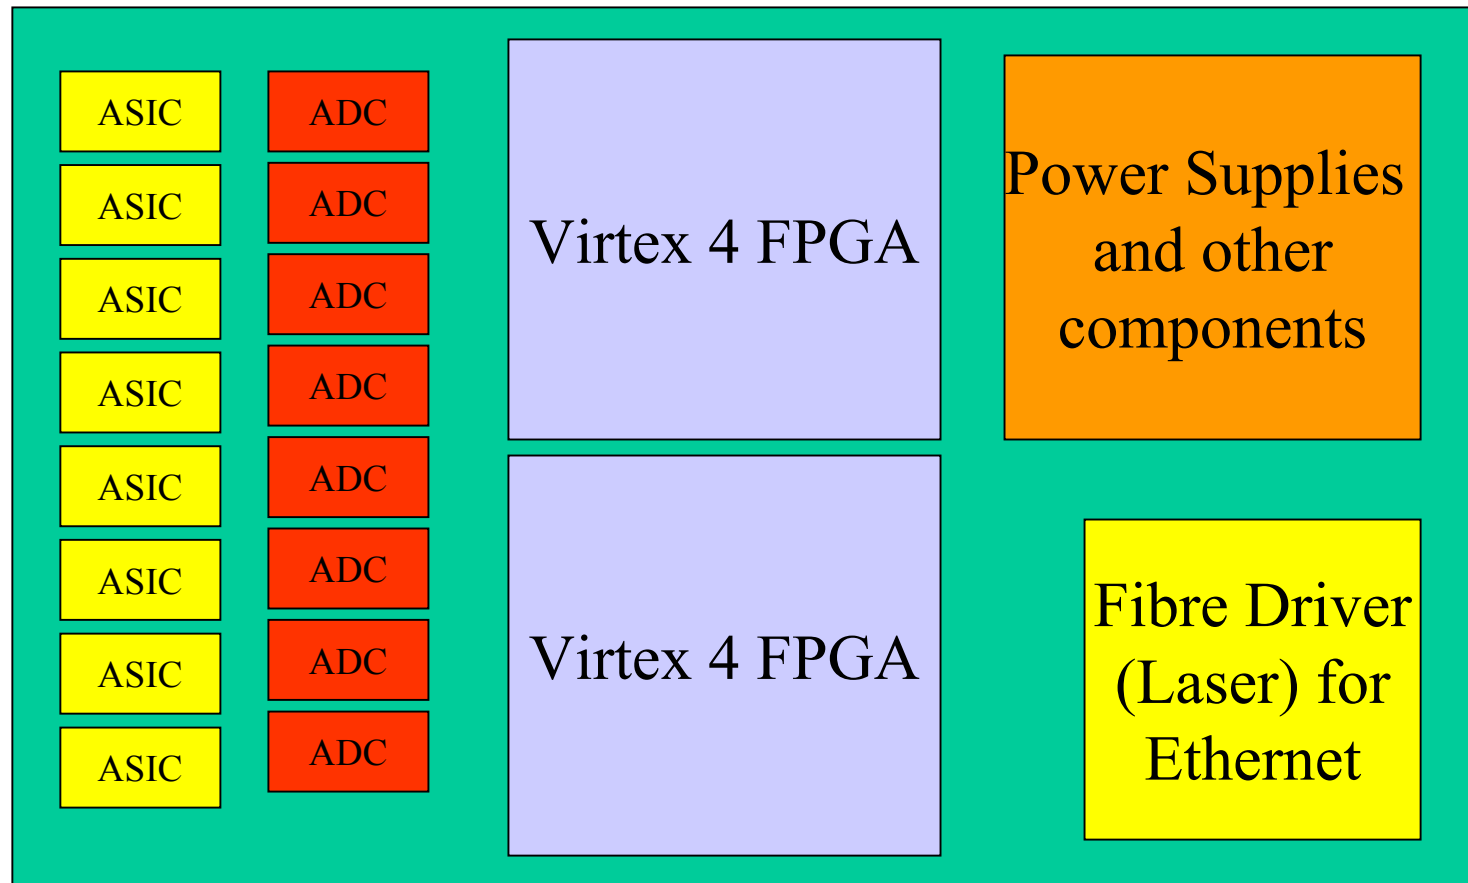 ASIC
ASIC
ASIC
ASIC
ASIC
ASIC
ASIC
ASIC
ADC
ADC
ADC
ADC
ADC
ADC
ADC
ADC
Virtex 4 FPGA
Virtex 4 FPGA
Power Supplies
and other
components
Fibre Driver
(Laser) for
Ethernet